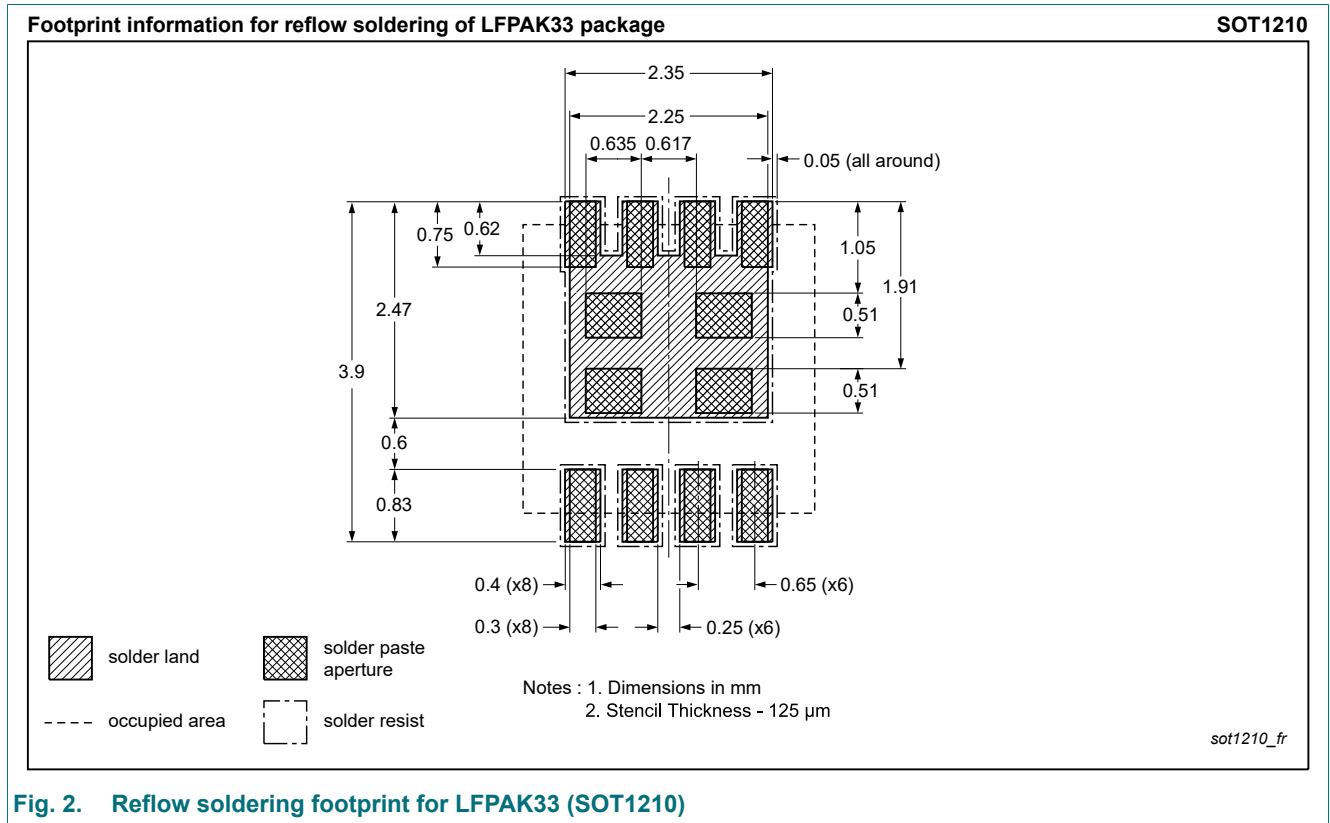 Footprint information for reflow soldering of LFPAK33 package SOT1210
2.35
2.25
0.635 0.617
0.05 (all around)
0.75 0.62
1.05
1.91
2.47
0.51
3.9
0.51
0.6
0.83
0.4 (x8)
0.65 (x6)
0.3 (x8)
0.25 (x6)
solder land
solder paste
aperture
occupied area
solder resist
Notes : 1. Dimensions in mm
2. Stencil Thickness - 125 µm
sot1210_fr
Fig. 2. Reflow soldering footprint for LFPAK33 (SOT1210)